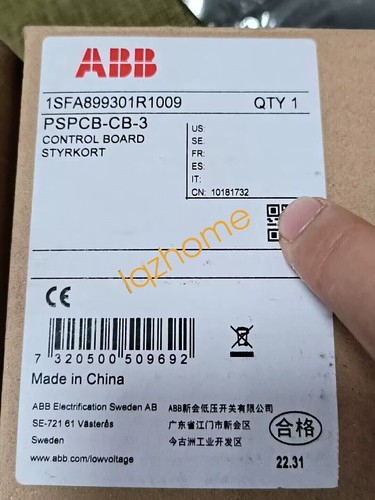 ABB
1SFA899301R1009 QTY 1
PSPCB-CB-3
CONTROL BOARD
STYRKORT
US:
SE:
FR:
ES:
IT:
CN: 10181732
lqzhome
CE
7 320500 509692
Made in China
ABB Electrification Sweden AB
SE-721 61 Västerås
Sweden
www.abb.com/lowvoltage
ABB新会低压开关有限公司
广东省江门市新会区
今古洲工业开发区
合格
22.31